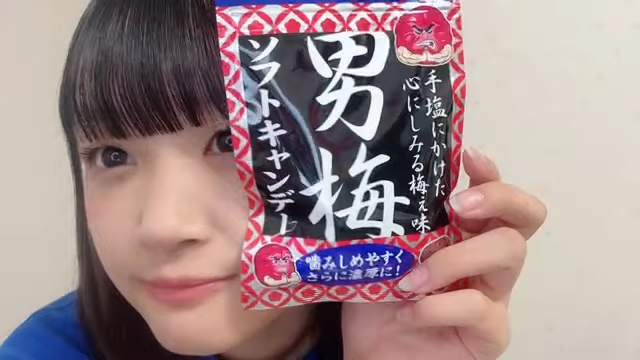 手塩にかけた
心にしみる梅ぇ味
男梅
ソフトキャンデー
噛みしめやすく
さらに濃厚に!